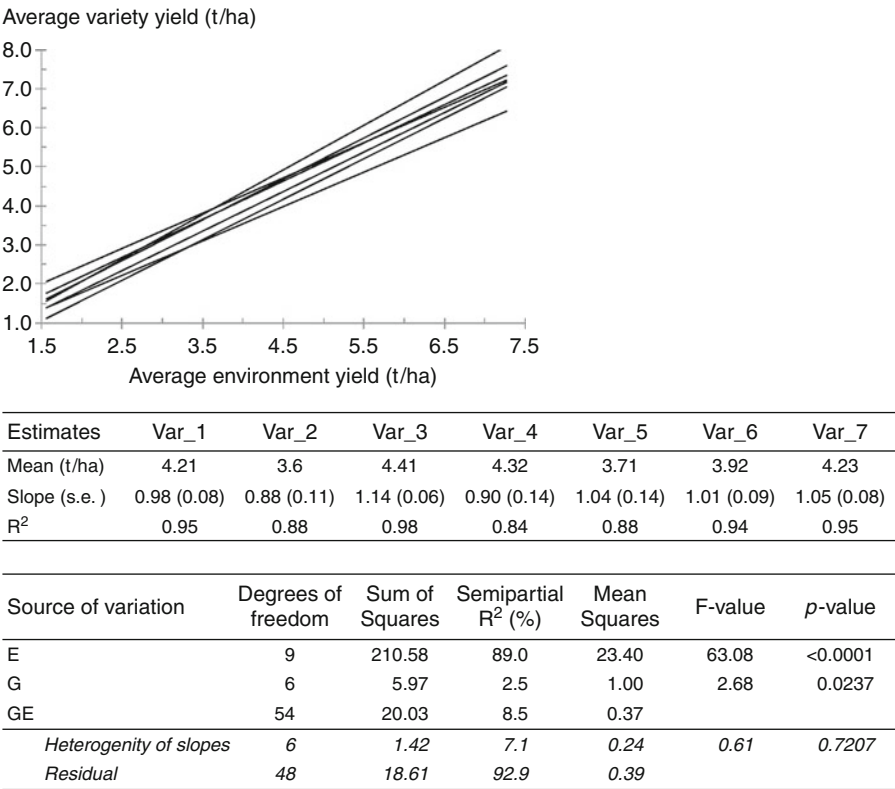 Average variety yield (t/ha)
8.0
7.0
6.0
5.0
4.0
3.0
2.0
1.0
1.5 2.5 3.5 4.5 5.5 6.5 7.5
Average environment yield (t/ha)
Estimates Var_1 Var_2 Var_3 Var_4 Var_5 Var_6 Var_7
Mean (t/ha) 4.21 3.6 4.41 4.32 3.71 3.92 4.23
Slope (s.e. ) 0.98 (0.08) 0.88 (0.11) 1.14 (0.06) 0.90 (0.14) 1.04 (0.14) 1.01 (0.09) 1.05 (0.08)
R² 0.95 0.88 0.98 0.84 0.88 0.94 0.95
Source of variation Degrees of freedom Sum of Squares Semipartial R² (%) Mean Squares F-value p-value
E 9 210.58 89.0 23.40 63.08 <0.0001
G 6 5.97 2.5 1.00 2.68 0.0237
GE 54 20.03 8.5 0.37
Heterogenity of slopes 6 1.42 7.1 0.24 0.61 0.7207
Residual 48 18.61 92.9 0.39